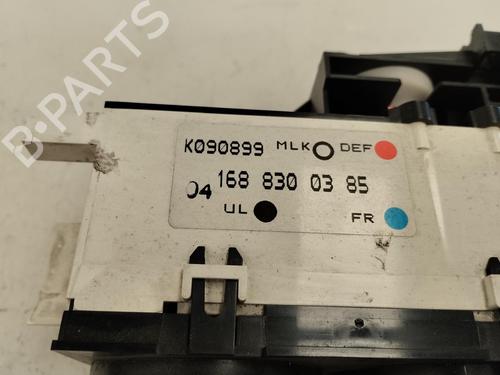 B-PARTS
K090899 MLK DEF
04 168 830 03 85
UL FR